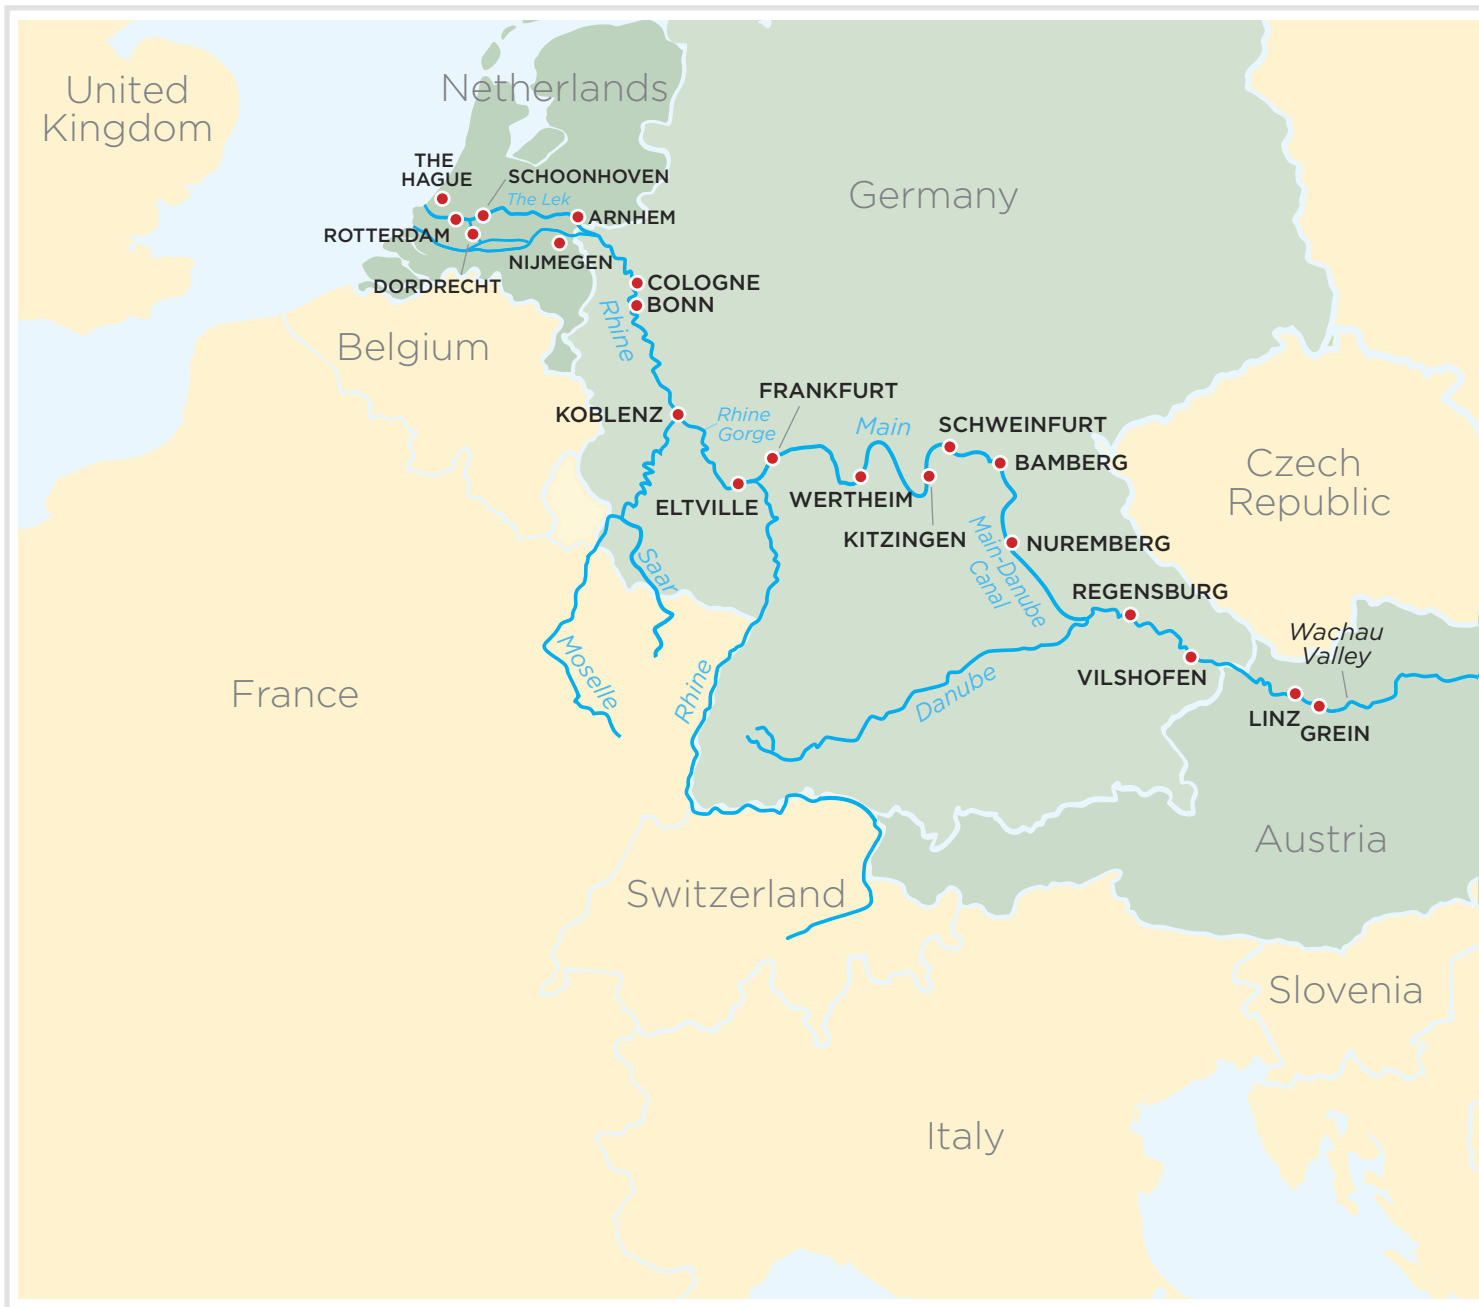 United
Kingdom
Netherlands
THE
HAGUE
SCHOONHOVEN
The Lek
Germany
ARNHEM
ROTTERDAM
NIJMEGEN
DORDRECHT
COLOGNE
BONN
Rhine
Belgium
FRANKFURT
KOBLENZ
Rhine
Gorge
Main
SCHWEINFURT
BAMBERG
Czech
Republic
WERTHEIM
ELTVILLE
KITZINGEN
NUREMBERG
Main-Danube
Canal
Saar
REGENSBURG
Wachau
Valley
Moselle
Rhine
VILSHOFEN
France
Danube
LINZ
GREIN
Austria
Switzerland
Slovenia
Italy